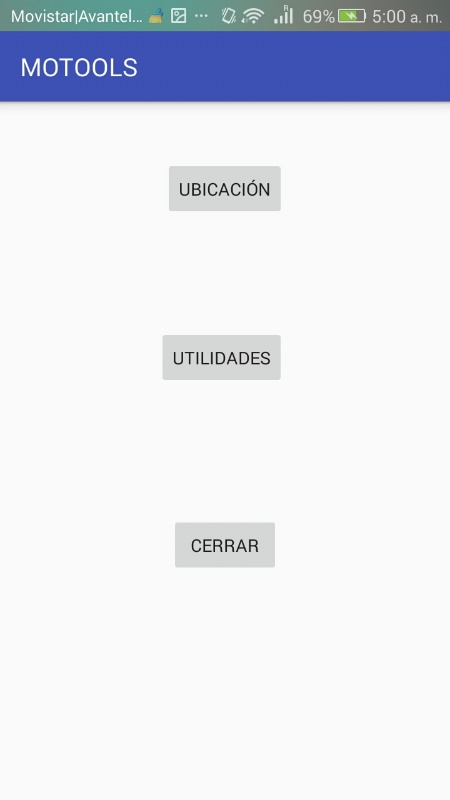 Movistar|Avantel... R 69% 5:00 a. m.
MOTOOLS
UBICACIÓN
UTILIDADES
CERRAR